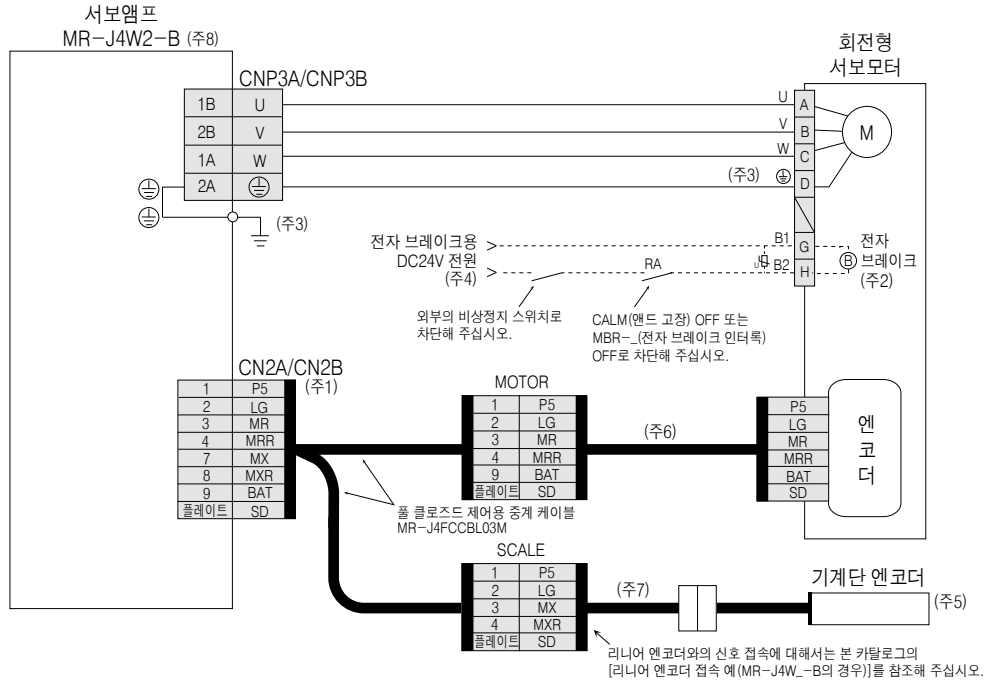 서보앰프
MR-J4W2-B (주8)
회전형
서보모터
CNP3A/CNP3B
1B U
2B V
1A W
2A
(주3)
U A
V B
W C
(주3) D
M
전자 브레이크용
DC24V 전원
(주4)
RA
B1 G
U B2 H
B
전자
브레이크
(주2)
외부의 비상정지 스위치로
차단해 주십시오.
CALM(앤드 고장) OFF 또는
MBR-_(전자 브레이크 인터록)
OFF로 차단해 주십시오.
CN2A/CN2B
(주1)
1 P5
2 LG
3 MR
4 MRR
7 MX
8 MXR
9 BAT
플레이트 SD
MOTOR
1 P5
2 LG
3 MR
4 MRR
9 BAT
플레이트 SD
(주6)
P5
LG
MR
MRR
BAT
SD
엔
코
더
풀 클로즈드 제어용 중계 케이블
MR-J4FCCBL03M
SCALE
1 P5
2 LG
3 MX
4 MXR
플레이트 SD
(주7)
기계단 엔코더
(주5)
리니어 엔코더와의 신호 접속에 대해서는 본 카탈로그의
[리니어 엔코더 접속 예(MR-J4W_-B의 경우)]를 참조해 주십시오.